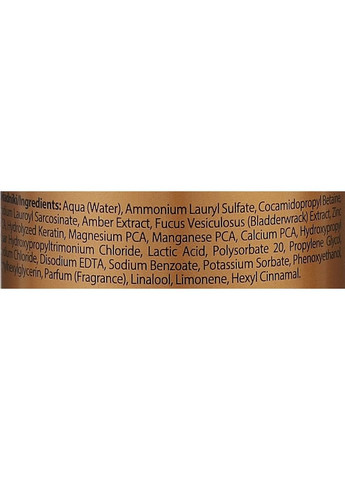 /Ingredients: Aqua (Water), Ammonium Lauryl Sulfate, Cocamidopropyl Betaine,
Lauroyl Sarcosinate, Amber Extract, Fucus Vesiculosus (Bladderwrack) Extract, Zinc
Hydrolyzed Keratin, Magnesium PCA, Manganese PCA, Calcium PCA, Hydroxypropyl
Hydroxypropyltrimonium Chloride, Lactic Acid, Polysorbate 20, Propylene Glycol,
Chloride, Disodium EDTA, Sodium Benzoate, Potassium Sorbate, Phenoxyethanol,
Parfum (Fragrance), Linalool, Limonene, Hexyl Cinnamal.